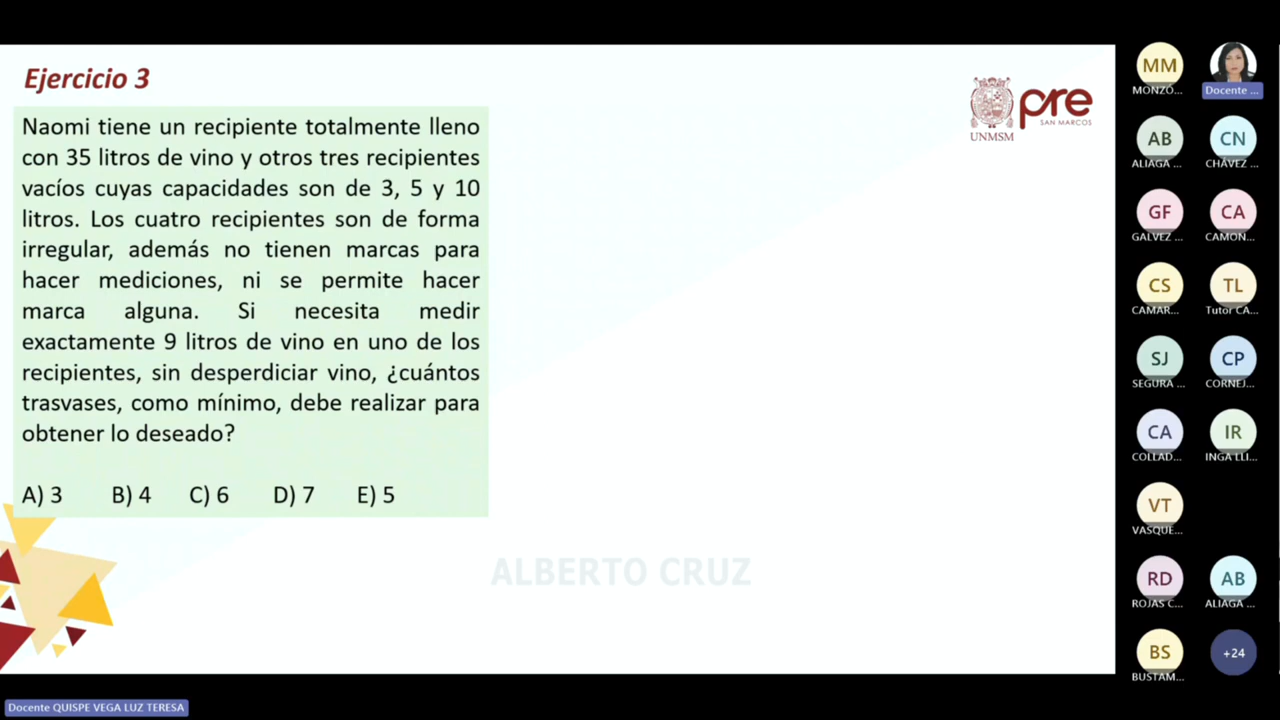 Ejercicio 3
Naomi tiene un recipiente totalmente lleno
con 35 litros de vino y otros tres recipientes
vacíos cuyas capacidades son de 3, 5 y 10
litros. Los cuatro recipientes son de forma
irregular, además no tienen marcas para
hacer mediciones, ni se permite hacer
marca alguna. Si necesita medir
exactamente 9 litros de vino en uno de los
recipientes, sin desperdiciar vino, ¿cuántos
trasvases, como mínimo, debe realizar para
obtener lo deseado?
A) 3 B) 4 C) 6 D) 7 E) 5
UNMSM
pre
SAN MARCOS
ALBERTO CRUZ
MM
MONZÓ...
Docente ...
AB
ALIAGA ...
CN
CHÁVEZ ...
GF
GALVEZ ...
CA
CAMON...
CS
CAMAR...
TL
Tutor CA...
SJ
SEGURA ...
CP
CORNEJ...
CA
COLLAD...
IR
INGA LLI...
VT
VASQUE...
RD
ROJAS C...
AB
ALIAGA ...
BS
BUSTAM...
+24
Docente QUISPE VEGA LUZ TERESA